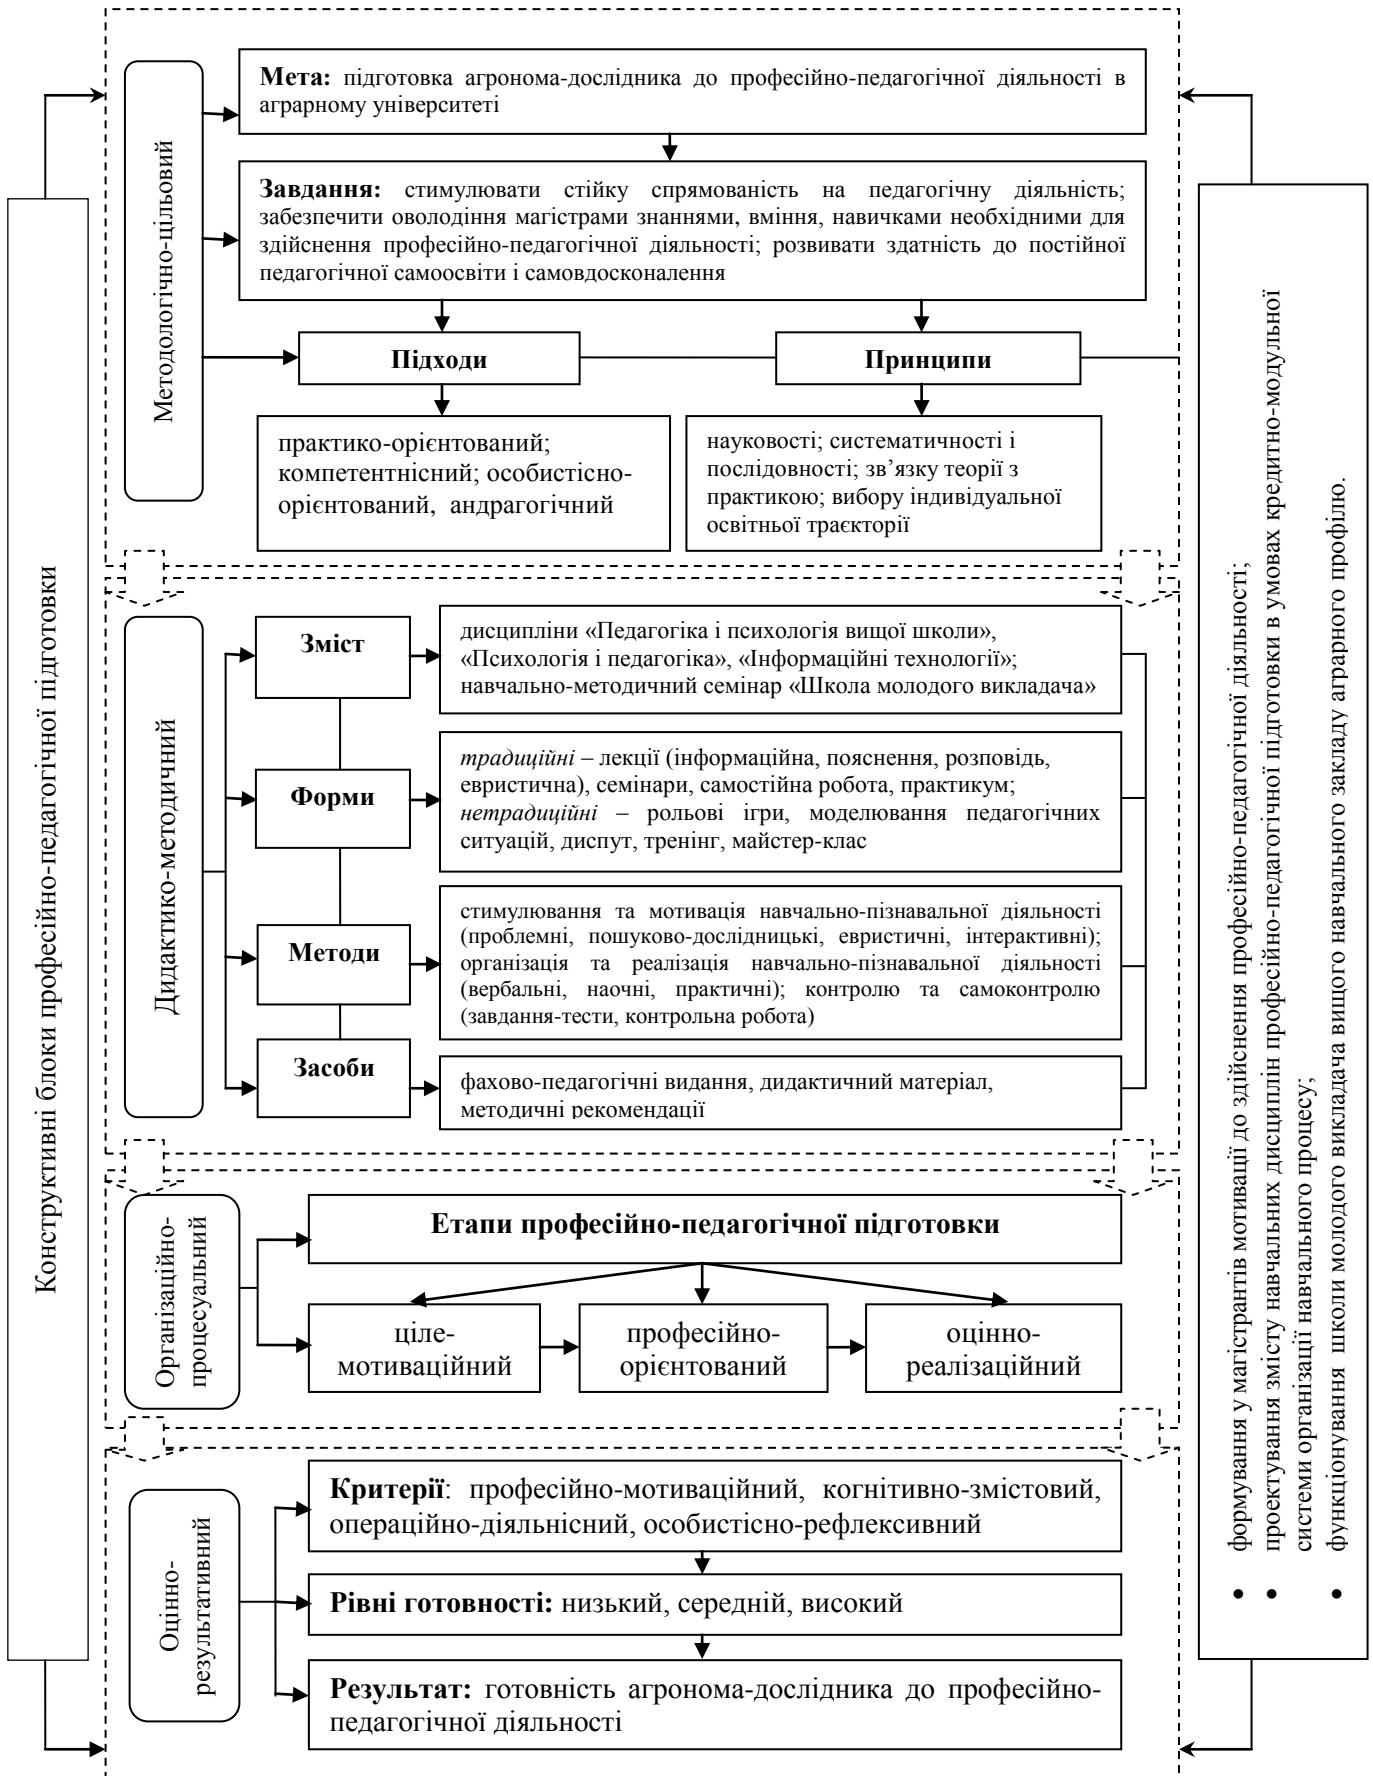 Конструктивні блоки професійно-педагогічної підготовки
Методологічно-цільовий
Мета: підготовка агронома-дослідника до професійно-педагогічної діяльності в
аграрному університеті
Завдання: стимулювати стійку спрямованість на педагогічну діяльність;
забезпечити оволодіння магістрами знаннями, вміння, навичками необхідними для
здійснення професійно-педагогічної діяльності; розвивати здатність до постійної
педагогічної самоосвіти і самовдосконалення
Підходи
Принципи
практико-орієнтований;
компетентнісний; особистісно-
орієнтований, андрагогічний
науковості; систематичності і
послідовності; зв’язку теорії з
практикою; вибору індивідуальної
освітньої траєкторії
Дидактико-методичний
Зміст
дисципліни «Педагогіка і психологія вищої школи»,
«Психологія і педагогіка», «Інформаційні технології»;
навчально-методичний семінар «Школа молодого викладача»
Форми
традиційні – лекції (інформаційна, пояснення, розповідь,
евристична), семінари, самостійна робота, практикум;
нетрадиційні – рольові ігри, моделювання педагогічних
ситуацій, диспут, тренінг, майстер-клас
Методи
стимулювання та мотивація навчально-пізнавальної діяльності
(проблемні, пошуково-дослідницькі, евристичні, інтерактивні);
організація та реалізація навчально-пізнавальної діяльності
(вербальні, наочні, практичні); контролю та самоконтролю
(завдання-тести, контрольна робота)
Засоби
фахово-педагогічні видання, дидактичний матеріал,
методичні рекомендації
Організаційно-
процесуальний
Етапи професійно-педагогічної підготовки
ціле-
мотиваційний
професійно-
орієнтований
оцінно-
реалізаційний
Оцінно-
результативний
Критерії: професійно-мотиваційний, когнітивно-змістовий,
операційно-діяльнісний, особистісно-рефлексивний
Рівні готовності: низький, середній, високий
Результат: готовність агронома-дослідника до професійно-
педагогічної діяльності
• формування у магістрантів мотивації до здійснення професійно-педагогічної діяльності;
• проектування змісту навчальних дисциплін професійно-педагогічної підготовки в умовах кредитно-модульної
системи організації навчального процесу;
• функціонування школи молодого викладача вищого навчального закладу аграрного профілю.